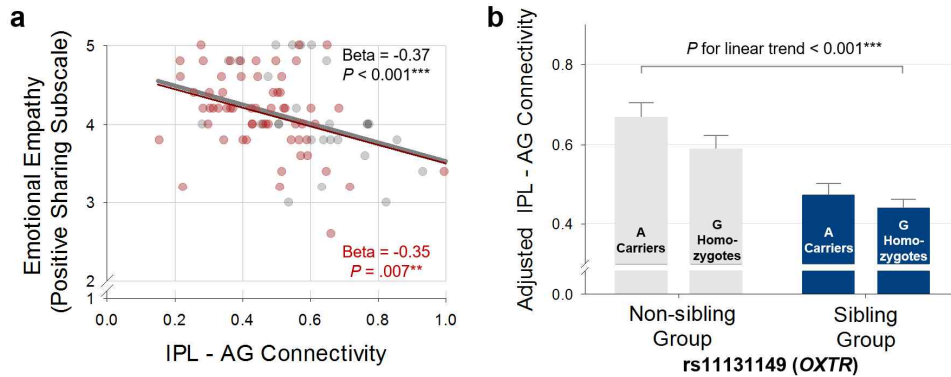 a
Emotional Empathy
(Positive Sharing Subscale)
5
4
3
2
1
Beta = -0.37
P < 0.001***
Beta = -0.35
P = .007**
0.0 0.2 0.4 0.6 0.8 1.0
IPL - AG Connectivity
b
Adjusted IPL - AG Connectivity
0.8
0.6
0.4
0.0
P for linear trend < 0.001***
A
Carriers
G
Homo-
zygotes
A
Carriers
G
Homo-
zygotes
Non-sibling
Group
Sibling
Group
rs11131149 (OXTR)